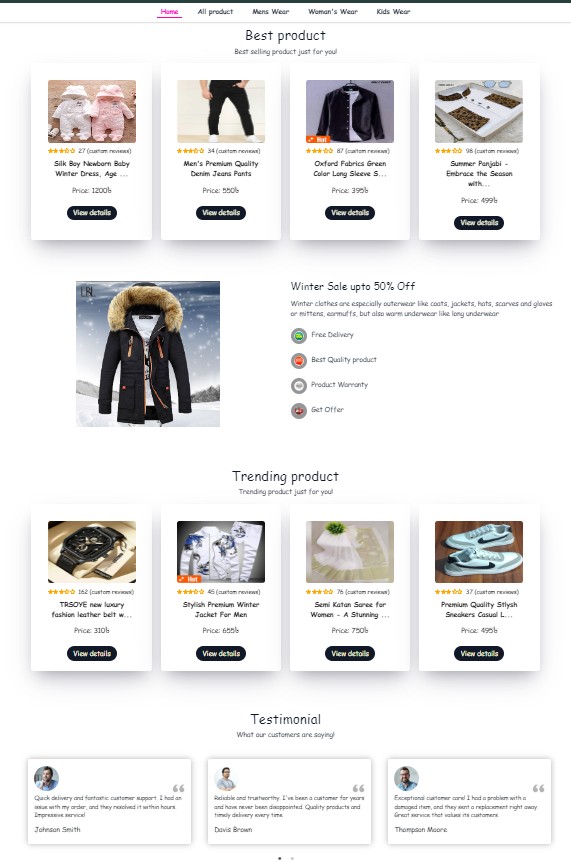 Home All product Mens Wear Woman's Wear Kids Wear
Best product
Best selling product just for you!
Hot
27 (custom reviews) 34 (custom reviews) 87 (custom reviews) 98 (custom reviews)
Silk Boy Newborn Baby
Winter Dress, Age ...
Price: 1200৳
View details
Men's Premium Quality
Denim Jeans Pants
Price: 550৳
View details
Oxford Fabrics Green
Color Long Sleeve S...
Price: 395৳
View details
Summer Panjabi -
Embrace the Season
with...
Price: 499৳
View details
Winter Sale upto 50% Off
Winter clothes are especially outerwear like coats, jackets, hats, scarves and gloves
or mittens, earmuffs, but also warm underwear like long underwear
Free Delivery
Best Quality product
Product Warranty
Get Offer
Trending product
Trending product just for you!
Hot
162 (custom reviews) 45 (custom reviews) 76 (custom reviews) 37 (custom reviews)
TRSOYE new luxury
fashion leather belt w...
Price: 310৳
View details
Stylish Premium Winter
Jacket For Men
Price: 655৳
View details
Semi Katan Saree for
Women - A Stunning ...
Price: 750৳
View details
Premium Quality Stlysh
Sneakers Casual L...
Price: 495৳
View details
Testimonial
What our customers are saying!
Quick delivery and fantastic customer support. I had an
issue with my order, and they resolved it within hours.
Impressive service!
Johnson Smith
Reliable and trustworthy. I've been a customer for years
and have never been disappointed. Quality products and
timely delivery every time.
Davis Brown
Exceptional customer care! I had a problem with a
damaged item, and they sent a replacement right away.
Great service that values its customers.
Thompson Moore